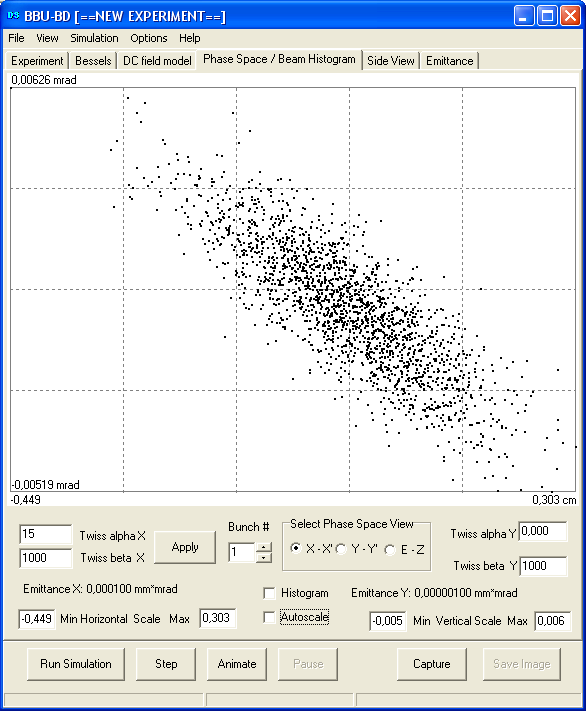 DS BBU-BD [==NEW EXPERIMENT==]
File View Simulation Options Help
Experiment Bessels DC field model Phase Space / Beam Histogram Side View Emittance
0,00626 mrad
-0,00519 mrad
-0,449 0,303 cm
15 Twiss alpha X
1000 Twiss beta X
Apply
Bunch #
1
Select Phase Space View
X - X' Y - Y' E - Z
Twiss alpha Y 0,000
Twiss beta Y 1000
Emittance X: 0,000100 mm*mrad
Histogram
Emittance Y: 0,00000100 mm*mrad
-0,449 Min Horizontal Scale Max 0,303
Autoscale
-0,005 Min Vertical Scale Max 0,006
Run Simulation Step Animate Pause Capture Save Image